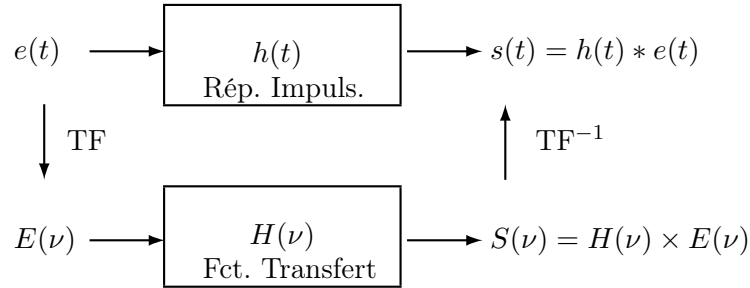 e(t)
h(t)
Rép. Impuls.
s(t) = h(t) ∗ e(t)
TF
TF⁻¹
E(ν)
H(ν)
Fct. Transfert
S(ν) = H(ν) × E(ν)